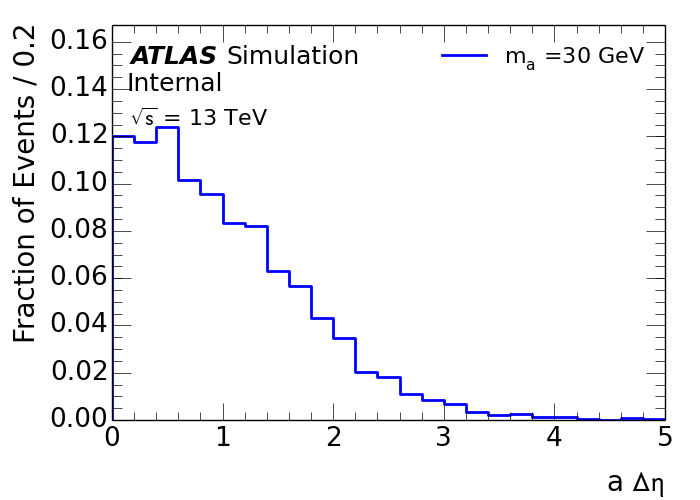 Fraction of Events / 0.2
0.16
0.14
0.12
0.10
0.08
0.06
0.04
0.02
0.00
ATLAS Simulation
Internal
√s = 13 TeV
m_a =30 GeV
0 1 2 3 4 5
a Δη